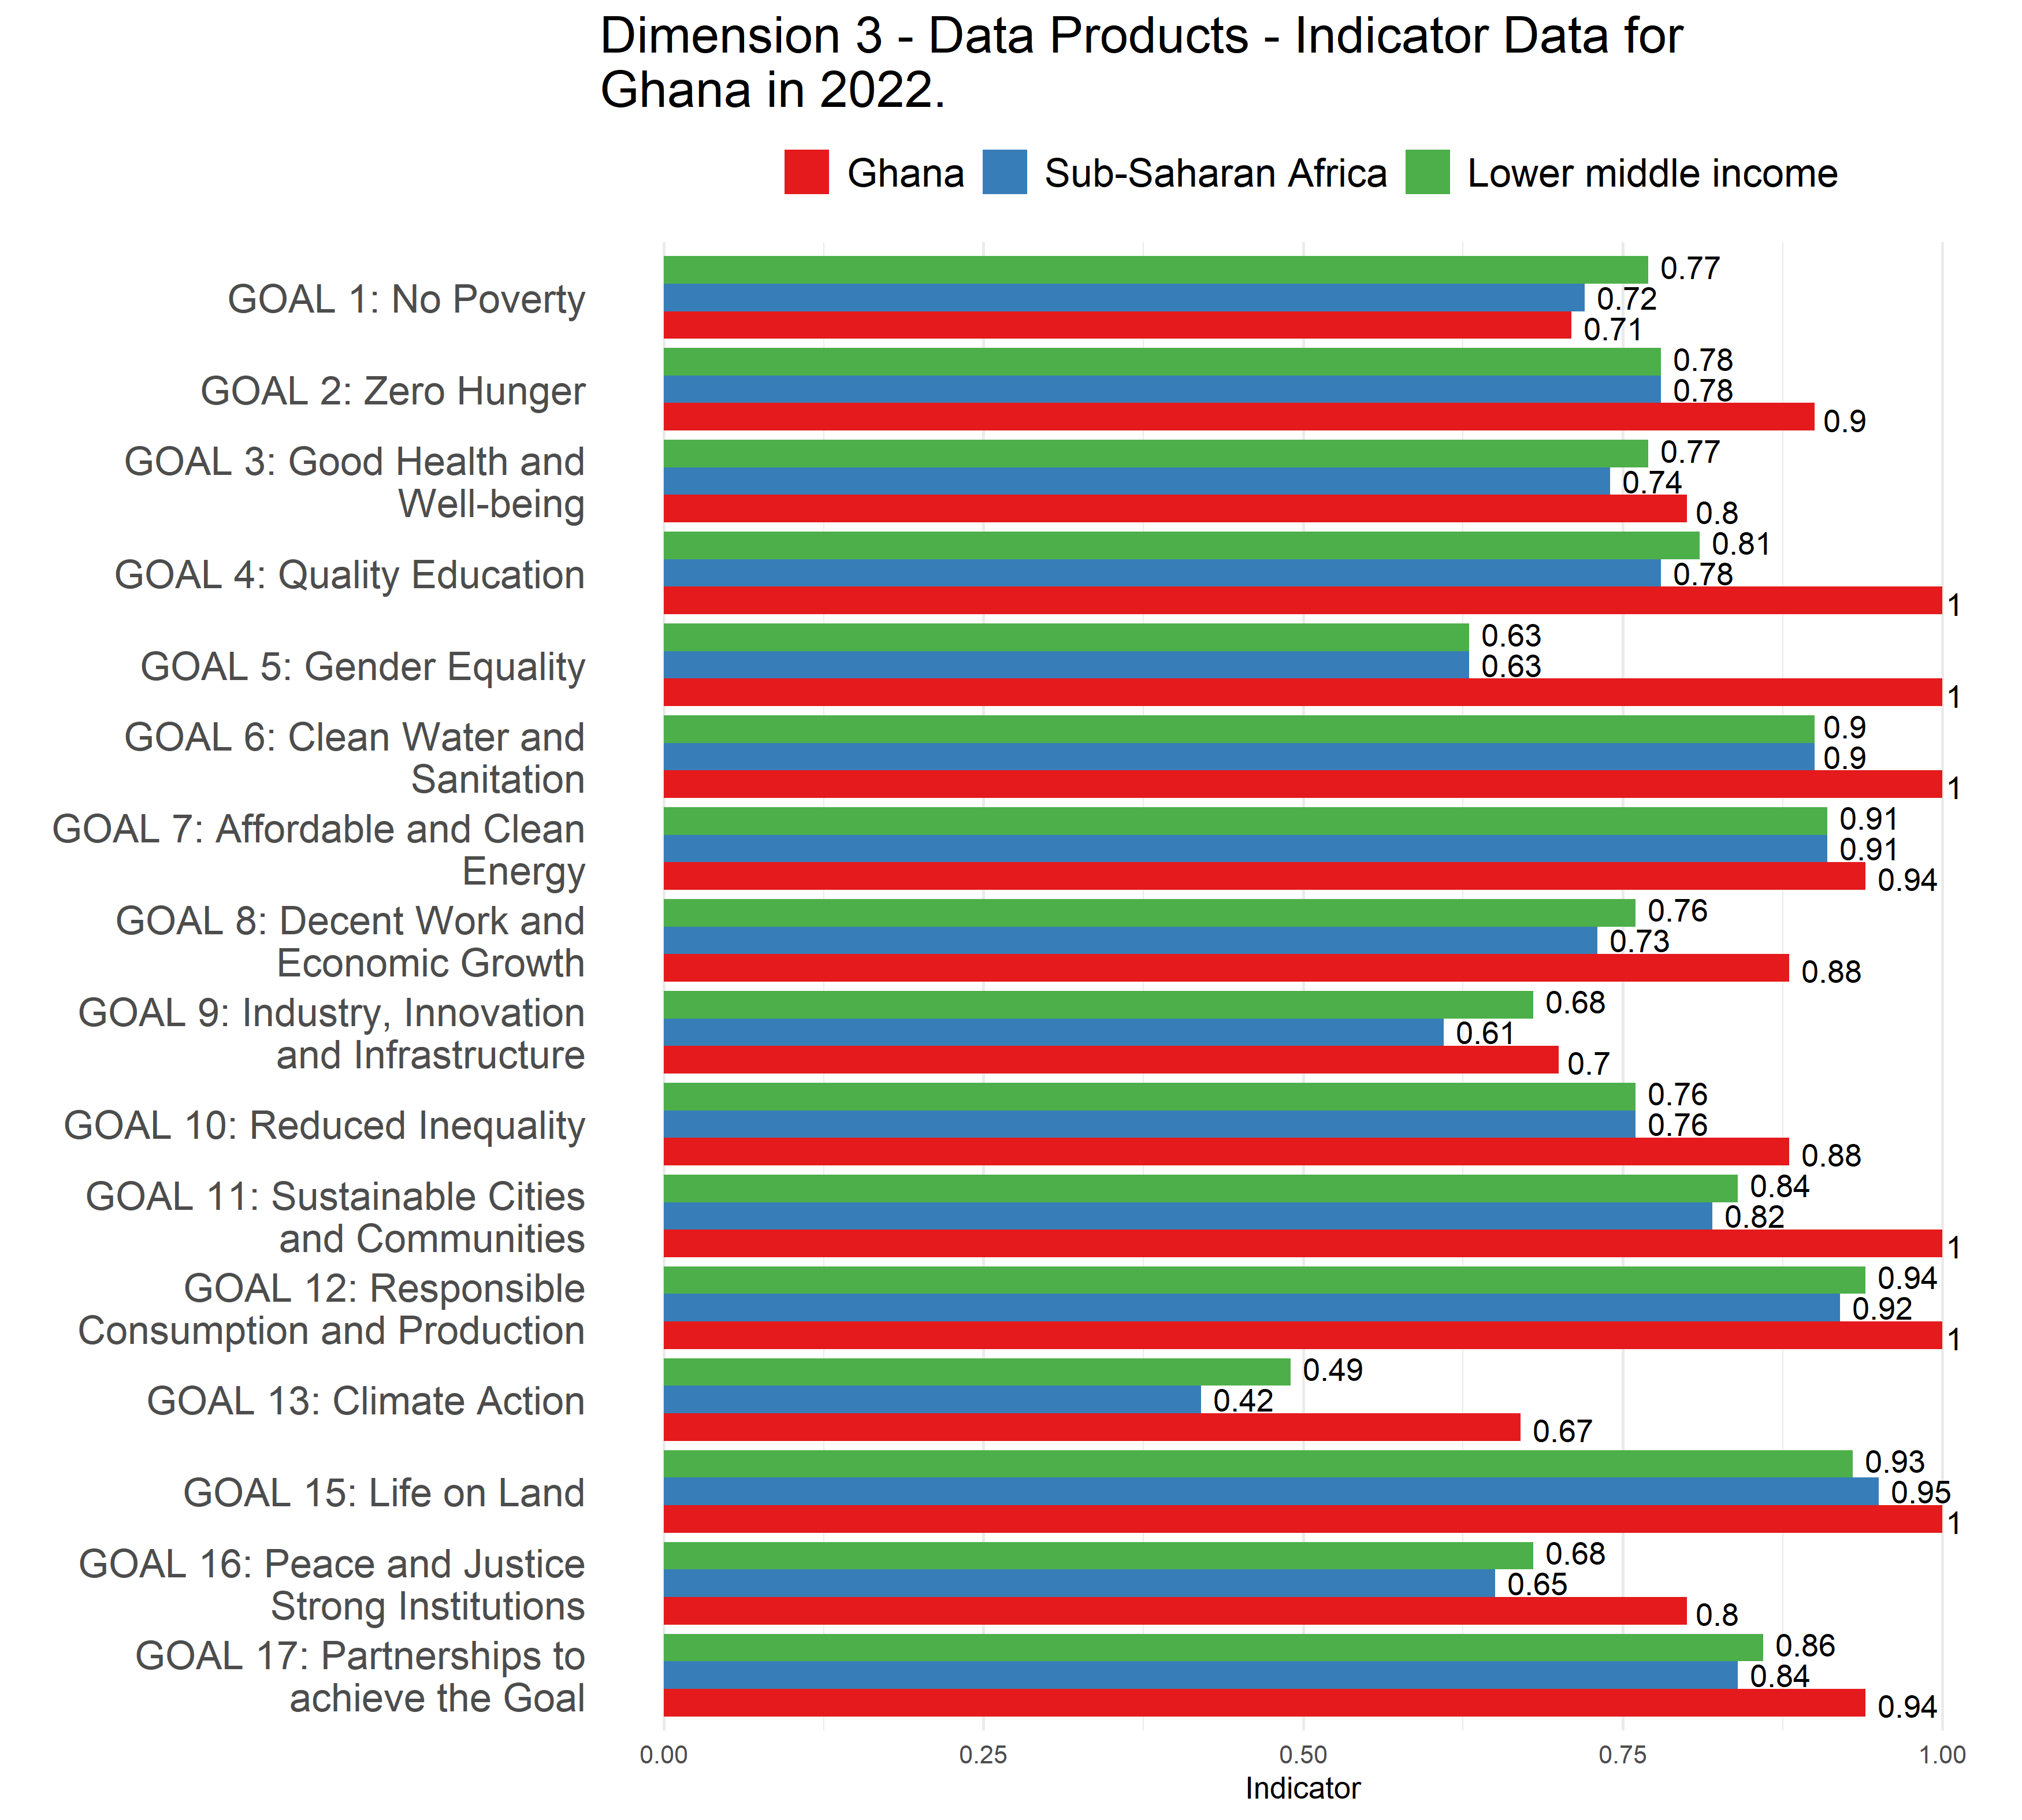 Dimension 3 - Data Products - Indicator Data for
Ghana in 2022.
Ghana Sub-Saharan Africa Lower middle income
GOAL 1: No Poverty
0.77
0.72
0.71
GOAL 2: Zero Hunger
0.78
0.78
0.9
GOAL 3: Good Health and
Well-being
0.77
0.74
0.8
GOAL 4: Quality Education
0.81
0.78
1
GOAL 5: Gender Equality
0.63
0.63
1
GOAL 6: Clean Water and
Sanitation
0.9
0.9
1
GOAL 7: Affordable and Clean
Energy
0.91
0.91
0.94
GOAL 8: Decent Work and
Economic Growth
0.76
0.73
0.88
GOAL 9: Industry, Innovation
and Infrastructure
0.68
0.61
0.7
GOAL 10: Reduced Inequality
0.76
0.76
0.88
GOAL 11: Sustainable Cities
and Communities
0.84
0.82
1
GOAL 12: Responsible
Consumption and Production
0.94
0.92
1
GOAL 13: Climate Action
0.49
0.42
0.67
GOAL 15: Life on Land
0.93
0.95
1
GOAL 16: Peace and Justice
Strong Institutions
0.68
0.65
0.8
GOAL 17: Partnerships to
achieve the Goal
0.86
0.84
0.94
0.00 0.25 0.50 0.75 1.00
Indicator